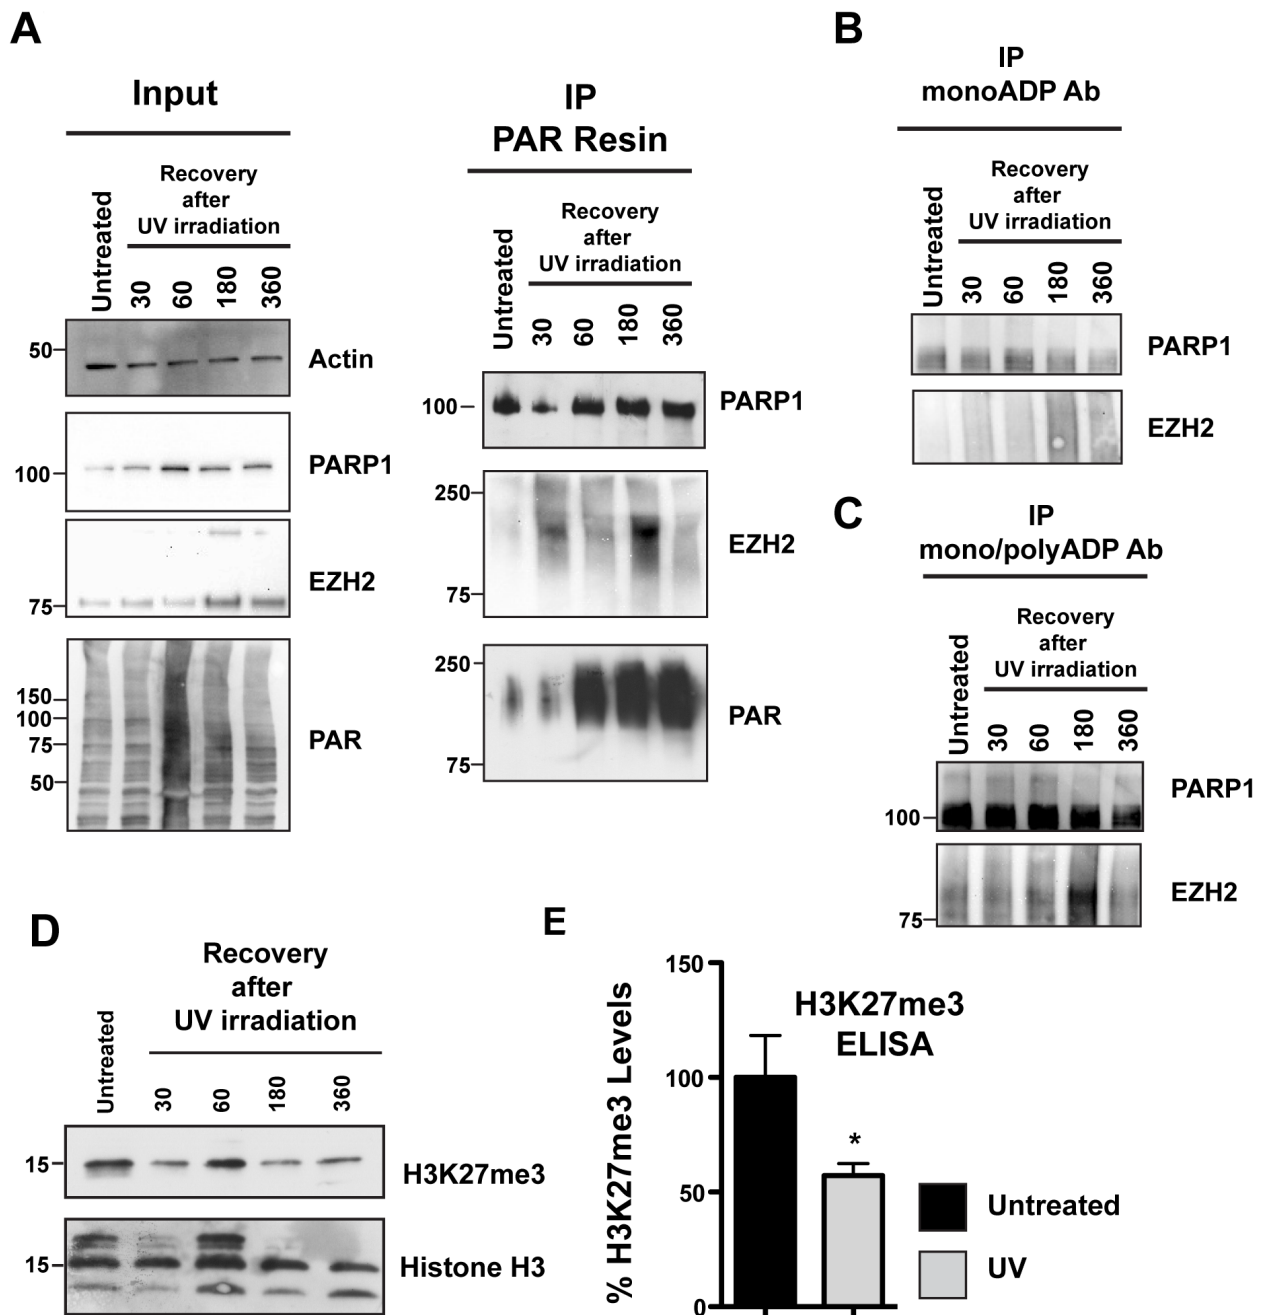 A
Input
Recovery
after
UV irradiation
Untreated
30
60
180
360
50
Actin
100
PARP1
75
EZH2
150
100
75
50
PAR
IP
PAR Resin
Recovery
after
UV irradiation
Untreated
30
60
180
360
100
PARP1
250
75
EZH2
250
75
PAR
B
IP
monoADP Ab
Recovery
after
UV irradiation
Untreated
30
60
180
360
PARP1
EZH2
C
IP
mono/polyADP Ab
Recovery
after
UV irradiation
Untreated
30
60
180
360
100
PARP1
75
EZH2
D
Recovery
after
UV irradiation
Untreated
30
60
180
360
15
H3K27me3
15
Histone H3
E
% H3K27me3 Levels
150
100
50
0
H3K27me3
ELISA
*
Untreated
UV